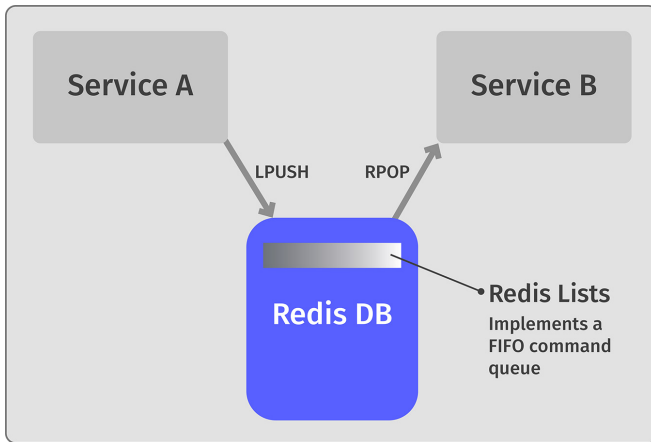 Service A
Service B
LPUSH
RPOP
Redis DB
Redis Lists
Implements a
FIFO command
queue